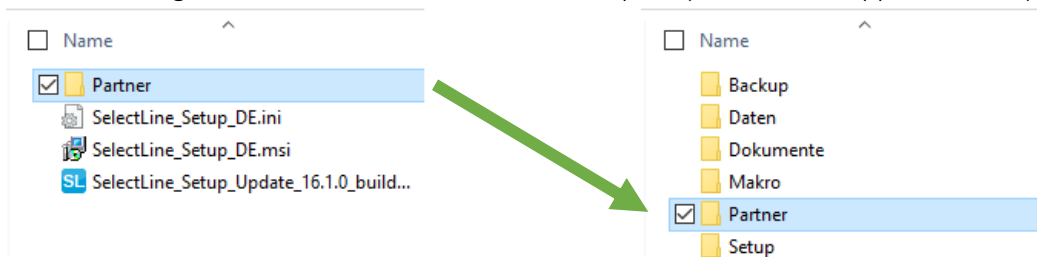 Name
Partner
SelectLine_Setup_DE.ini
SelectLine_Setup_DE.msi
SL SelectLine_Setup_Update_16.1.0_build...
Name
Backup
Daten
Dokumente
Makro
Partner
Setup